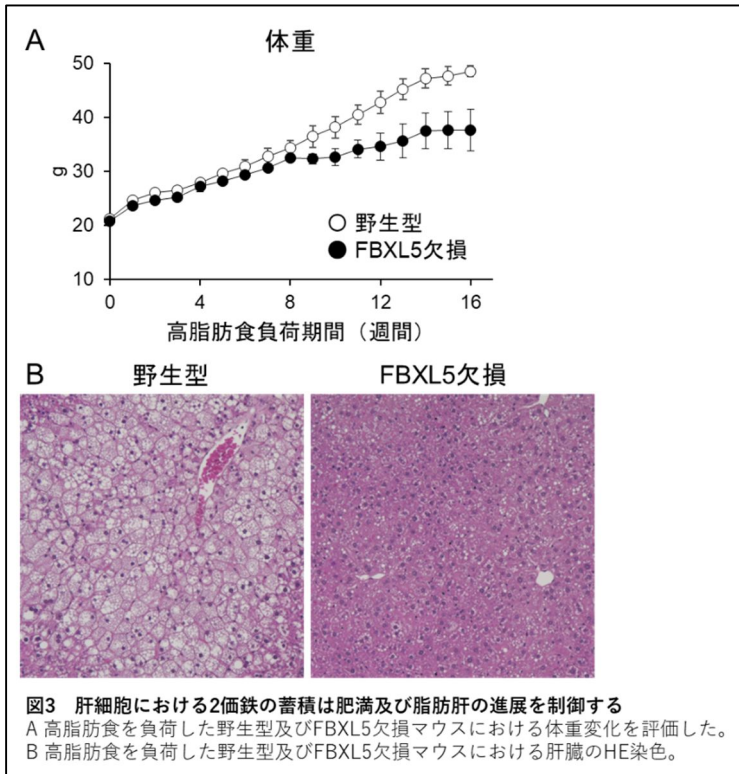 A
体重
50
40
30
20
10
g
○ 野生型
● FBXL5欠損
0
4
8
12
16
高脂肪食負荷期間（週間）
B
野生型
FBXL5欠損
図3　肝細胞における2価鉄の蓄積は肥満及び脂肪肝の進展を制御する
A 高脂肪食を負荷した野生型及びFBXL5欠損マウスにおける体重変化を評価した。
B 高脂肪食を負荷した野生型及びFBXL5欠損マウスにおける肝臓のHE染色。